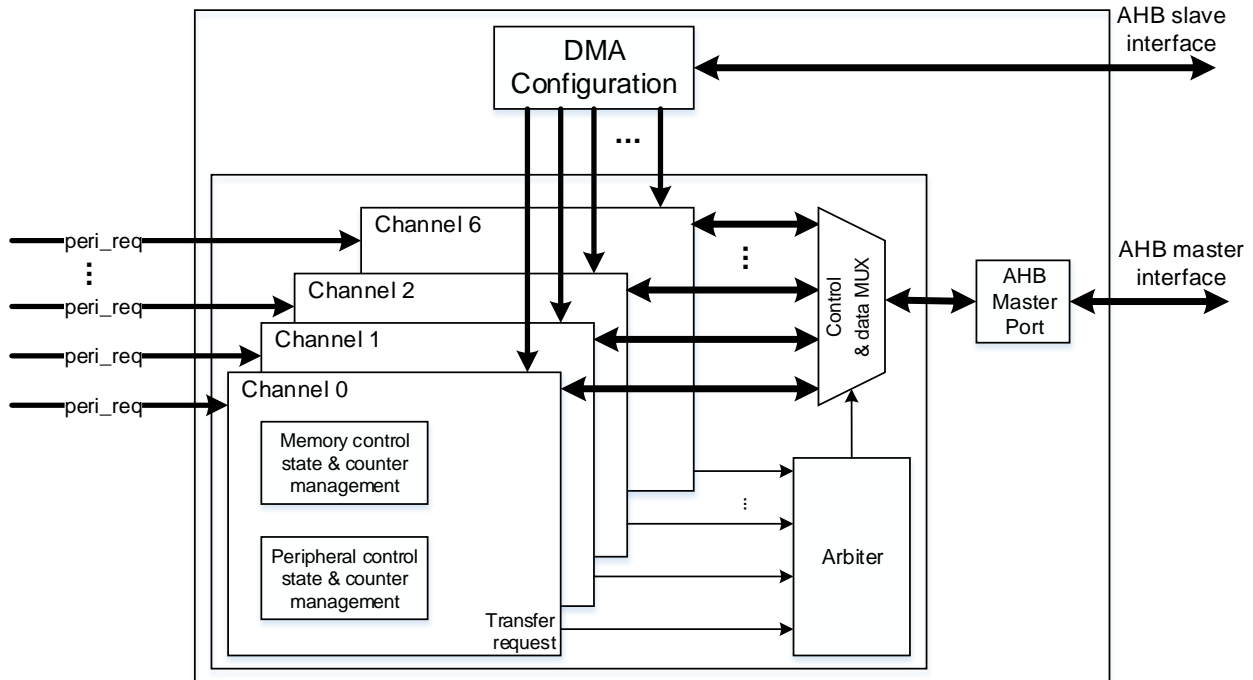 AHB slave
interface
DMA
Configuration
...
Channel 6
peri_req
...
...
Channel 2
peri_req
AHB master
interface
AHB
Master
Port
Control
& data MUX
Channel 1
peri_req
Channel 0
peri_req
Memory control
state & counter
management
...
Arbiter
Peripheral control
state & counter
management
Transfer
request